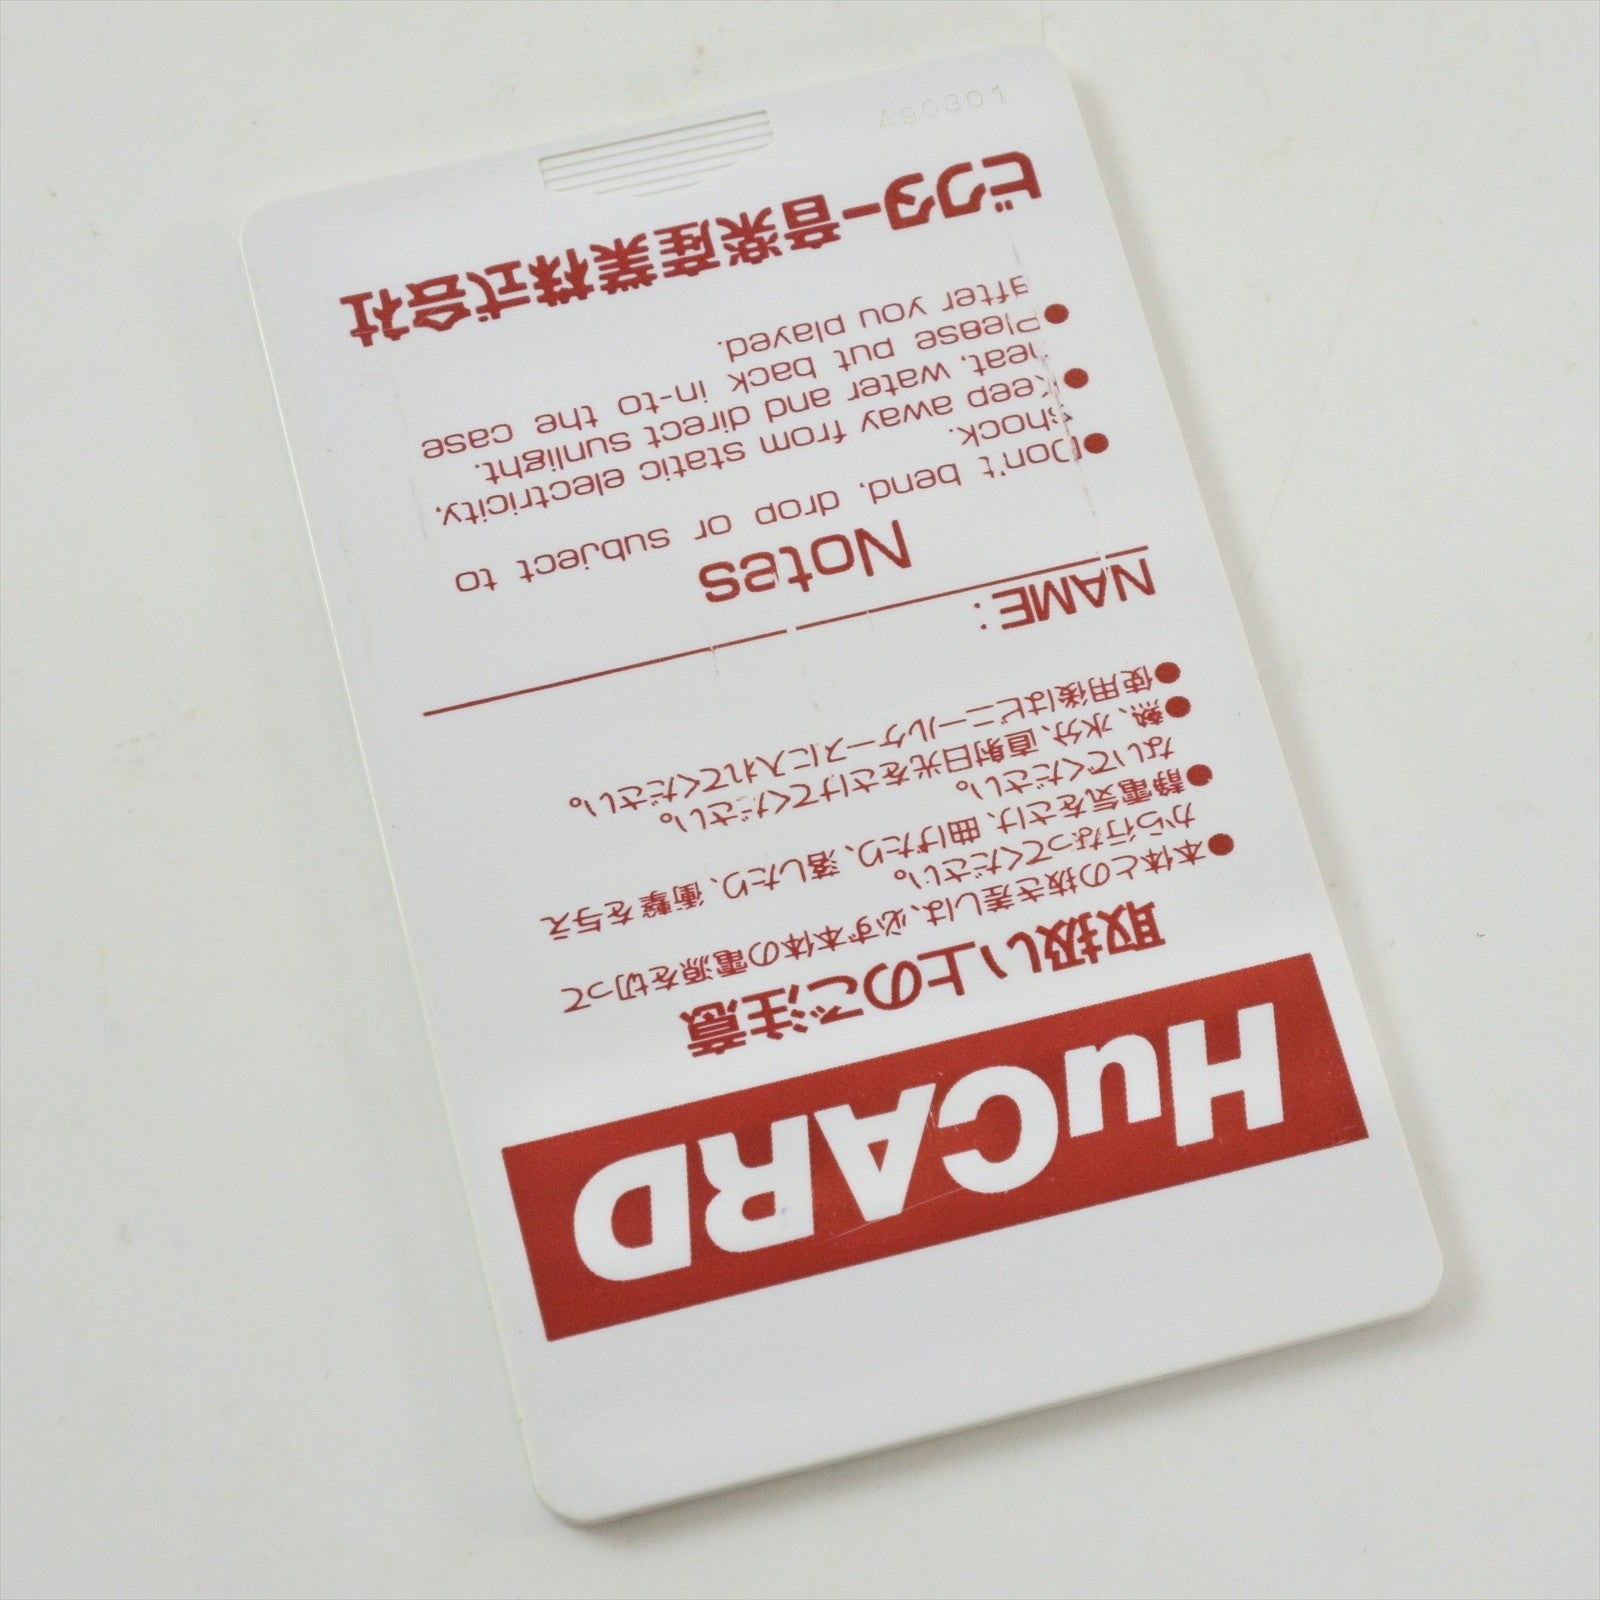 HuCARD
取扱い上のご注意
●本体との抜き差しは、必ず本体の電源を切って
から行なってください。
●静電気をさけ、曲げたり、落したり、衝撃を与え
ないでください。
●熱、水分、直射日光をさけてください。
●使用後はビニールケースに入れてください。
NAME:
Notes
●Don't bend, drop or subject to
shock.
●Keep away from static electricity,
heat, water and direct sunlight.
●Please put back in-to the case
after you played.
ビクター音楽産業株式会社
A90301